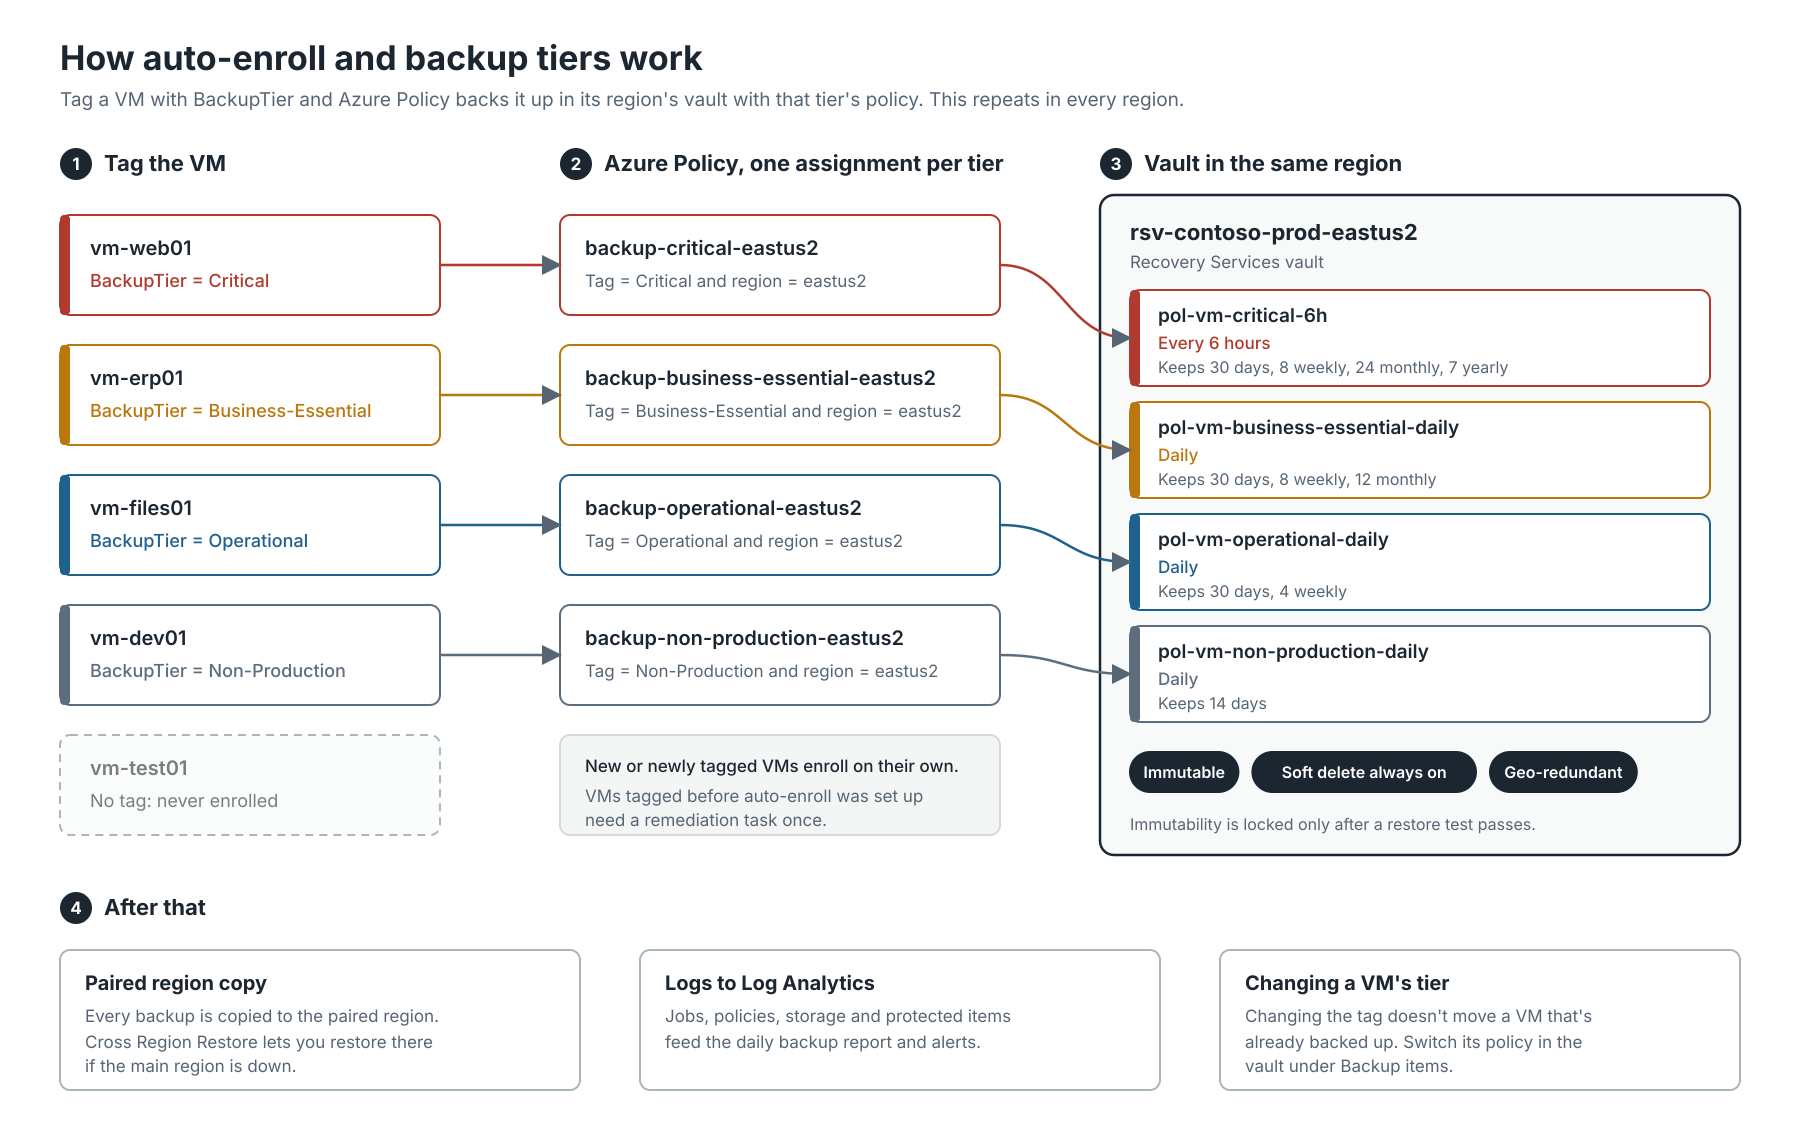 How auto-enroll and backup tiers work
Tag a VM with BackupTier and Azure Policy backs it up in its region's vault with that tier's policy. This repeats in every region.
1 Tag the VM
vm-web01
BackupTier = Critical
vm-erp01
BackupTier = Business-Essential
vm-files01
BackupTier = Operational
vm-dev01
BackupTier = Non-Production
vm-test01
No tag: never enrolled
2 Azure Policy, one assignment per tier
backup-critical-eastus2
Tag = Critical and region = eastus2
backup-business-essential-eastus2
Tag = Business-Essential and region = eastus2
backup-operational-eastus2
Tag = Operational and region = eastus2
backup-non-production-eastus2
Tag = Non-Production and region = eastus2
New or newly tagged VMs enroll on their own.
VMs tagged before auto-enroll was set up
need a remediation task once.
3 Vault in the same region
rsv-contoso-prod-eastus2
Recovery Services vault
pol-vm-critical-6h
Every 6 hours
Keeps 30 days, 8 weekly, 24 monthly, 7 yearly
pol-vm-business-essential-daily
Daily
Keeps 30 days, 8 weekly, 12 monthly
pol-vm-operational-daily
Daily
Keeps 30 days, 4 weekly
pol-vm-non-production-daily
Daily
Keeps 14 days
Immutable
Soft delete always on
Geo-redundant
Immutability is locked only after a restore test passes.
4 After that
Paired region copy
Every backup is copied to the paired region.
Cross Region Restore lets you restore there
if the main region is down.
Logs to Log Analytics
Jobs, policies, storage and protected items
feed the daily backup report and alerts.
Changing a VM's tier
Changing the tag doesn't move a VM that's
already backed up. Switch its policy in the
vault under Backup items.